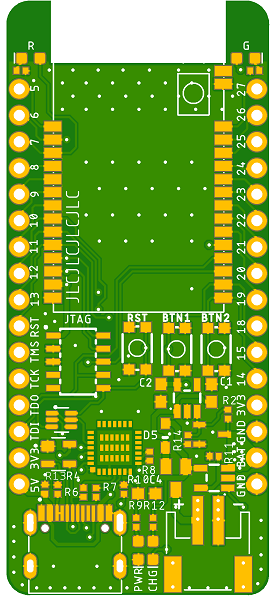 R
G
5
27
6
26
7
25
8
24
9
23
10
22
11
21
12
20
13
19
JLCJLCJLCJLC
JTAG
RST
BTN1
BTN2
RST
18
TMS
15
TCK
14
C2
C1
TDO
3V3
R2
TDI
GND
D5
R14
3V3
BAT
R11
R8
5V
GND
R13
R4
R6
R7
R10
C4
R9
R12
+
-
PWR
CHG